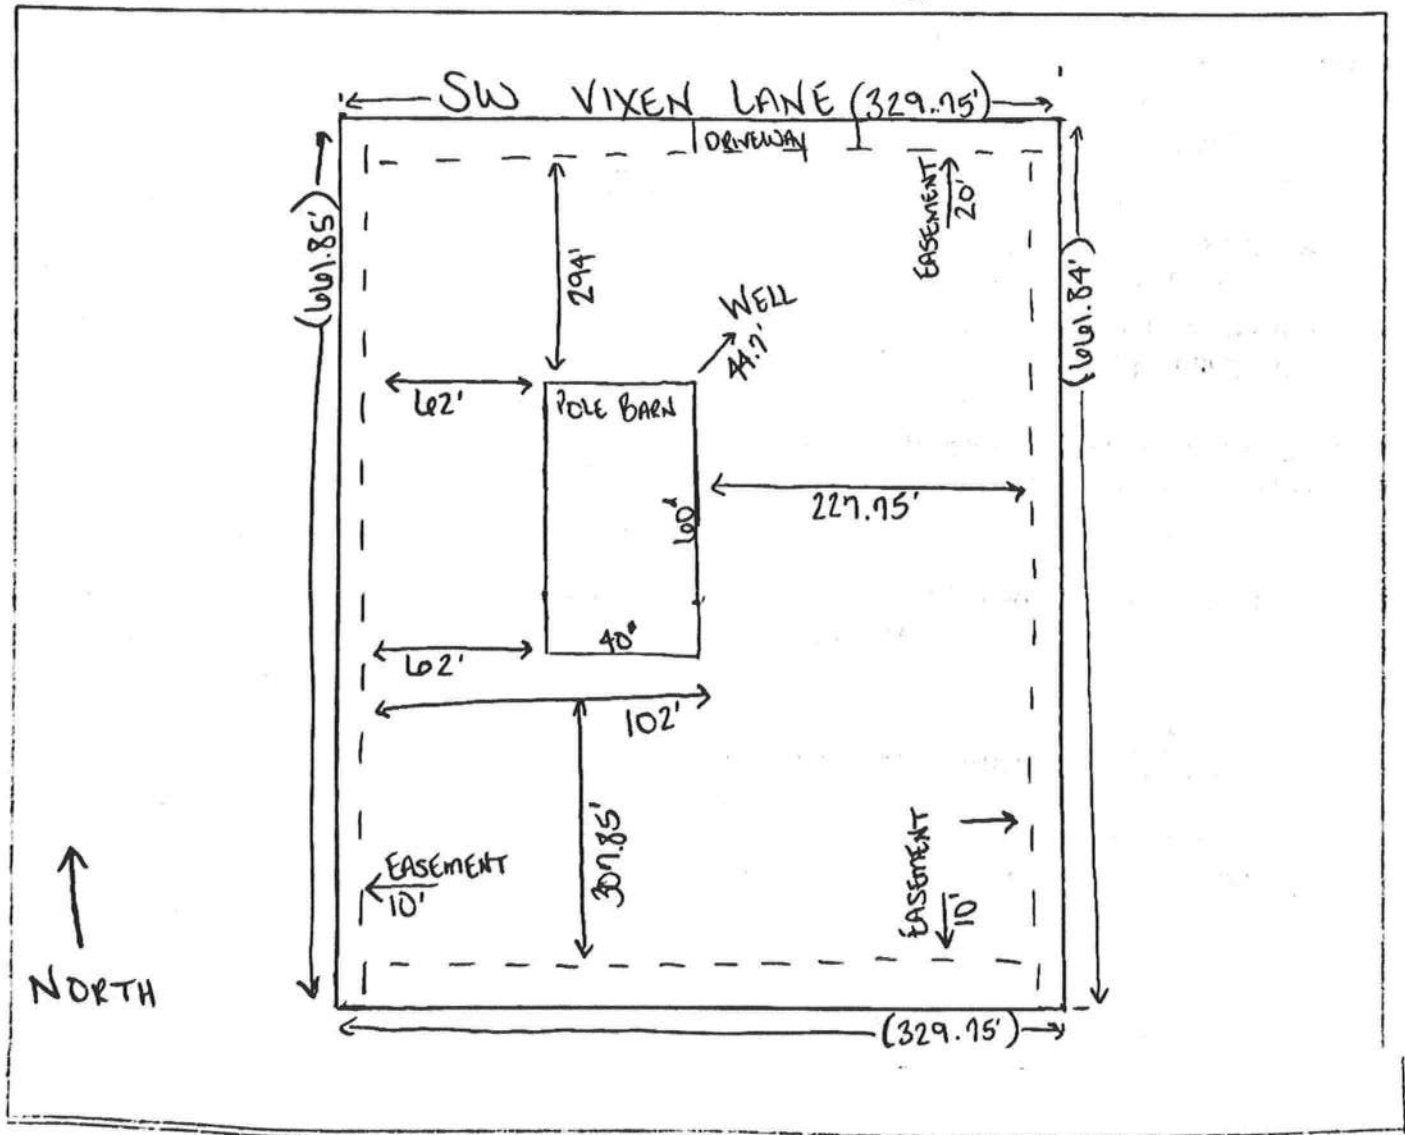 SW VIXEN LANE (329.75')
DRIVEWAY
(661.85')
EASEMENT
20'
294'
(661.84')
WELL
44.7'
62'
POLE BARN
227.75'
60'
40'
62'
102'
307.85'
EASEMENT
10'
EASEMENT
10'
NORTH
(329.75')